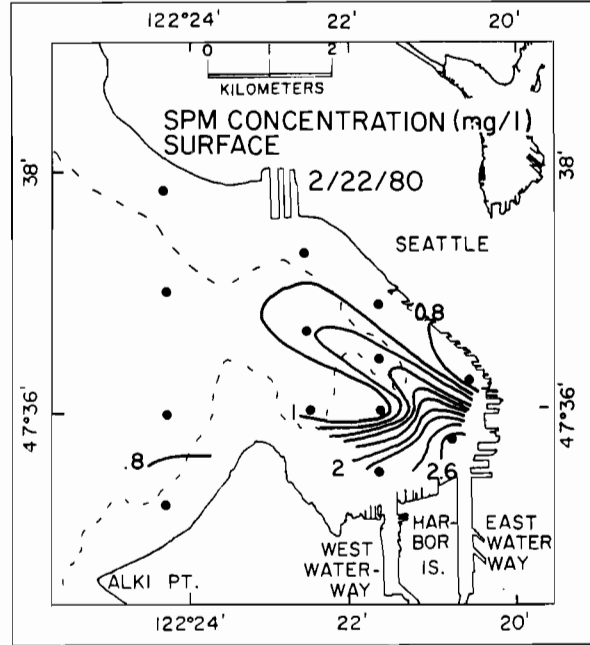 122°24' 22' 20'
0 1 2
KILOMETERS
SPM CONCENTRATION (mg/l)
SURFACE
38' 38'
2/22/80
SEATTLE
0.8
1
47°36' 47°36'
.8 2 2.6
WEST
WATER-
WAY
HAR-
BOR
IS.
EAST
WATER
WAY
ALKI PT.
122°24' 22' 20'